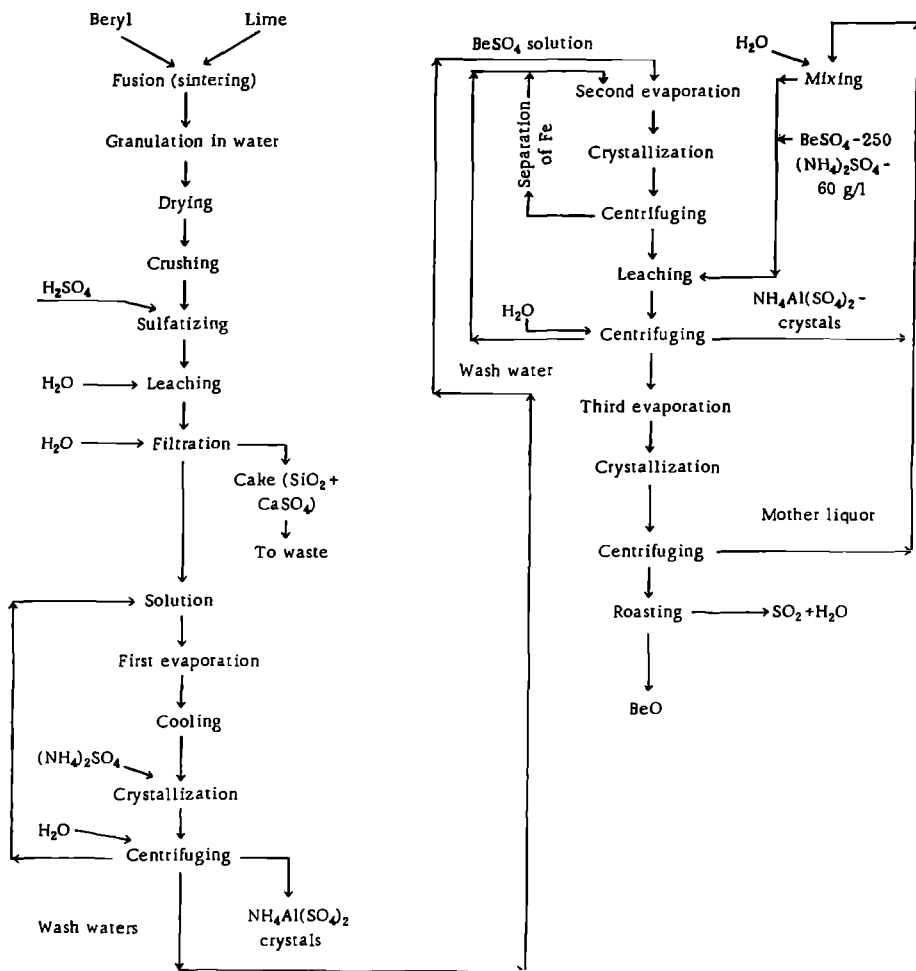 Beryl
Lime
Fusion (sintering)
Granulation in water
Drying
Crushing
H₂SO₄
Sulfatizing
H₂O
Leaching
H₂O
Filtration
Cake (SiO₂+
CaSO₄)
To waste
Solution
First evaporation
Cooling
(NH₄)₂SO₄
Crystallization
H₂O
Centrifuging
NH₄Al(SO₄)₂
crystals
Wash waters
BeSO₄ solution
H₂O
Second evaporation
Mixing
Separation
of Fe
Crystallization
BeSO₄-250
(NH₄)₂SO₄-
60 g/l
Centrifuging
Leaching
H₂O
NH₄Al(SO₄)₂-
crystals
Centrifuging
Wash water
Third evaporation
Crystallization
Mother liquor
Centrifuging
Roasting
SO₂+H₂O
BeO